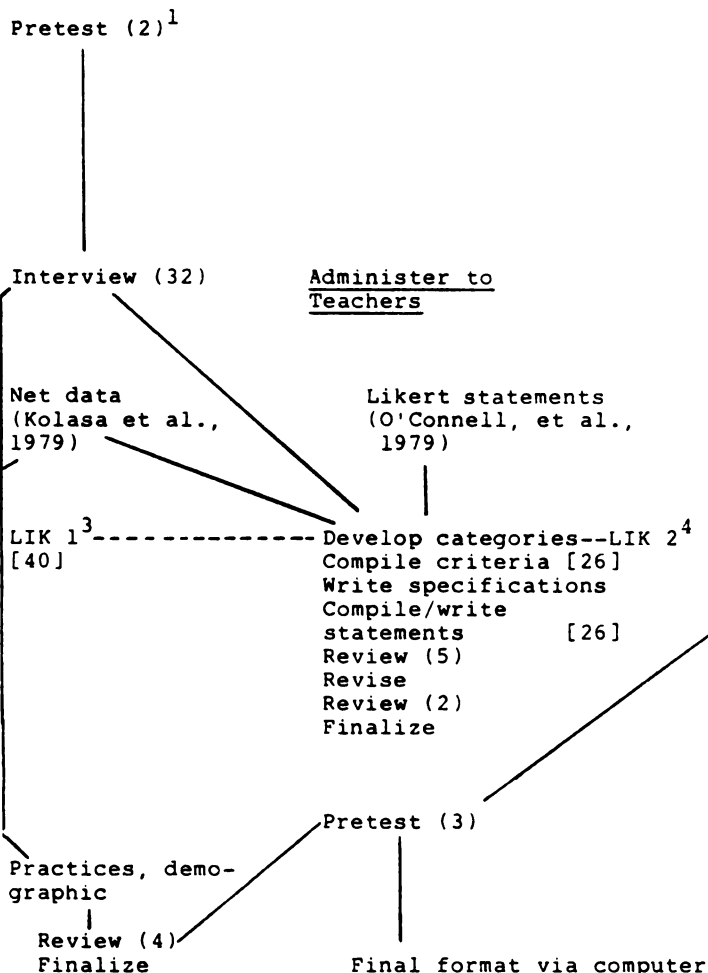 Pretest (2)1
Interview (32)
Administer to
Teachers
Net data
(Kolasa et al.,
1979)
Likert statements
(O'Connell, et al.,
1979)
LIK 13--------------Develop categories--LIK 24
[40]
Compile criteria [26]
Write specifications
Compile/write
statements [26]
Review (5)
Revise
Review (2)
Finalize
Pretest (3)
Practices, demo-
graphic
Review (4)
Finalize
Final format via computer